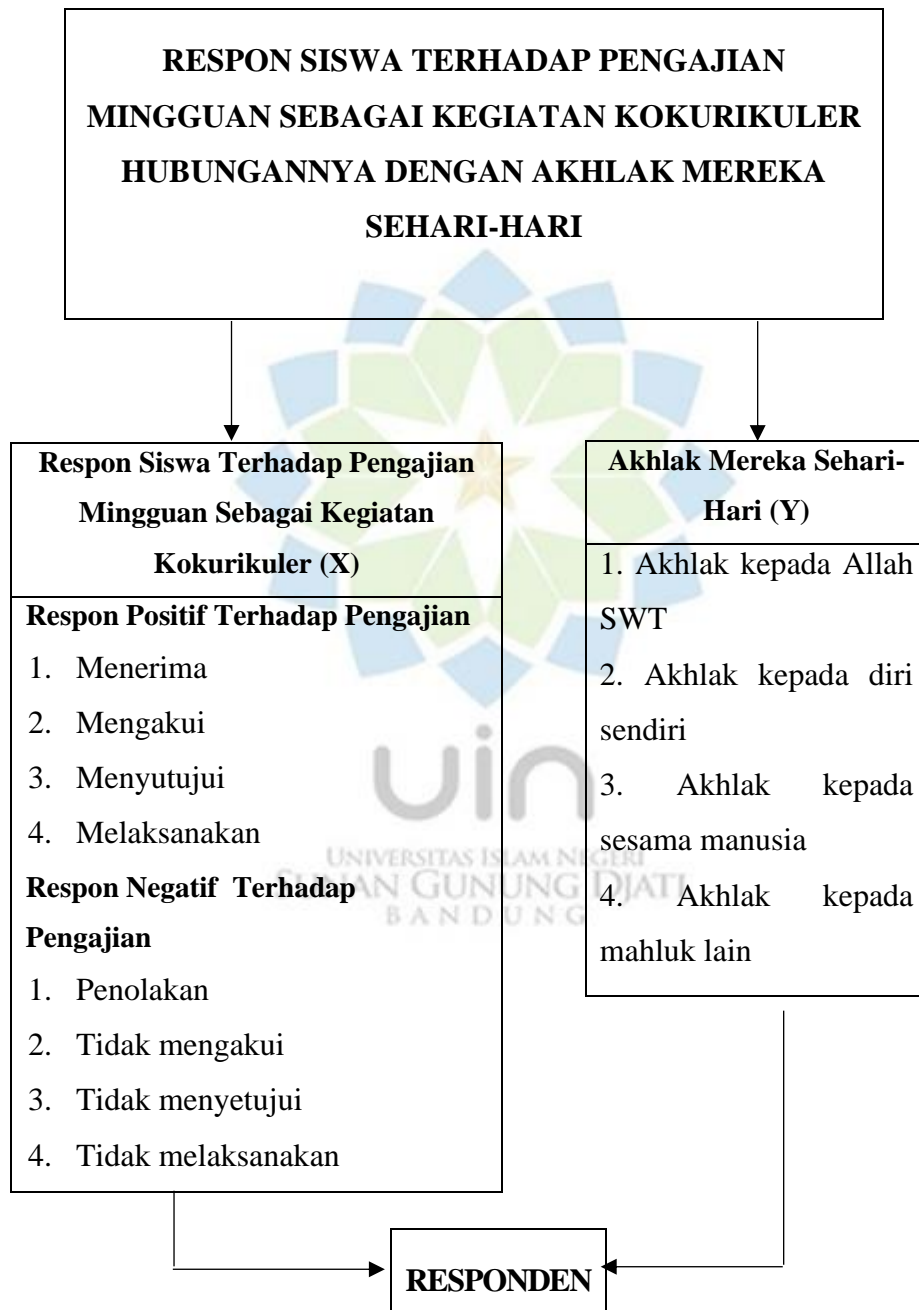 RESPON SISWA TERHADAP PENGAJIAN
MINGGUAN SEBAGAI KEGIATAN KOKURIKULER
HUBUNGANNYA DENGAN AKHLAK MEREKA
SEHARI-HARI
Respon Siswa Terhadap Pengajian
Mingguan Sebagai Kegiatan
Kokurikuler (X)
Respon Positif Terhadap Pengajian
1. Menerima
2. Mengakui
3. Menyutujui
4. Melaksanakan
Respon Negatif Terhadap
Pengajian
1. Penolakan
2. Tidak mengakui
3. Tidak menyetujui
4. Tidak melaksanakan
Akhlak Mereka Sehari-
Hari (Y)
1. Akhlak kepada Allah
SWT
2. Akhlak kepada diri
sendiri
3. Akhlak kepada
sesama manusia
4. Akhlak kepada
mahluk lain
uin
UNIVERSITAS ISLAM NEGERI
SUNAN GUNUNG DJATI
BANDUNG
RESPONDEN